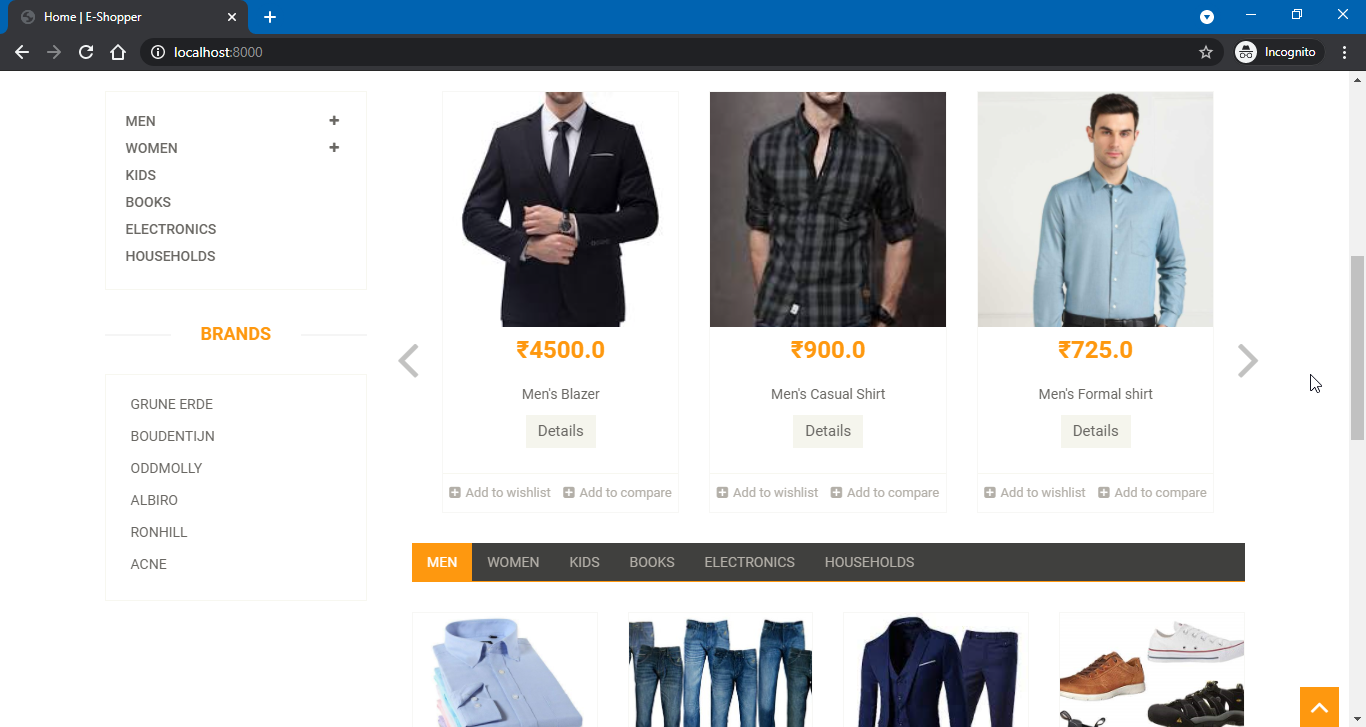 Home | E-Shopper
localhost:8000
Incognito
MEN
WOMEN
KIDS
BOOKS
ELECTRONICS
HOUSEHOLDS
BRANDS
GRUNE ERDE
BOUDENTIJN
ODDMOLLY
ALBIRO
RONHILL
ACNE
₹4500.0 ₹900.0 ₹725.0
Men's Blazer Men's Casual Shirt Men's Formal shirt
Details Details Details
Add to wishlist Add to compare Add to wishlist Add to compare Add to wishlist Add to compare
MEN WOMEN KIDS BOOKS ELECTRONICS HOUSEHOLDS